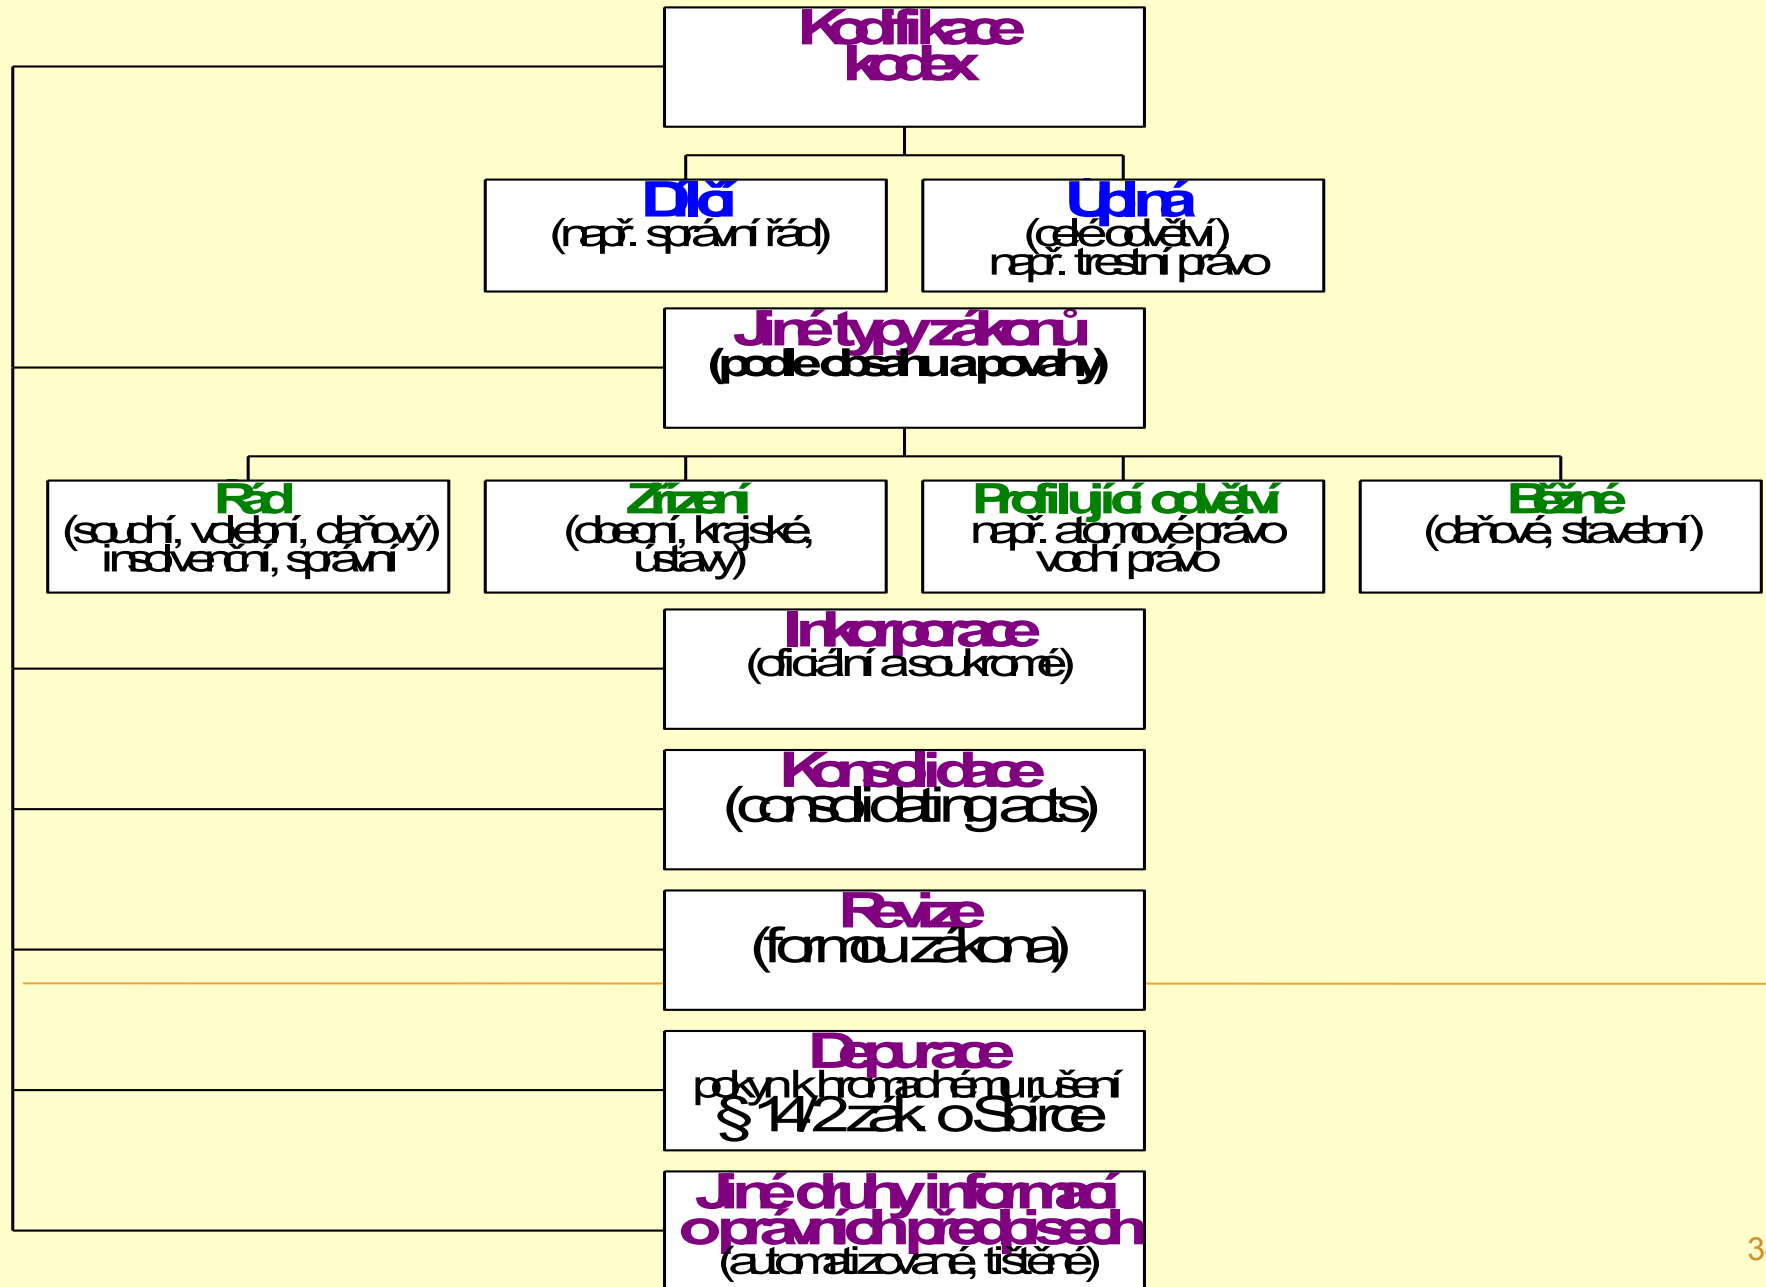 Kodifikace
kodex
Dílčí
(např. správní řád)
Úplná
(celé odvětví)
např. trestní právo
Jiné typy zákonů
(podle obsahu a povahy)
Řád
(soudní, volební, daňový)
insolvenční, správní
Zřízení
(obecní, krajské,
ústavy)
Profilující odvětví
např. atomové právo
vodní právo
Běžné
(daňové, stavební)
Inkorporace
(oficiální a soukromé)
Konsolidace
(consolidating acts)
Revize
(formou zákona)
Depurace
pokyn k hromadnému rušení
§ 14/2 zák. o Sbírce
Jiné druhy informací
o právních předpisech
(automatizované, tištěné)